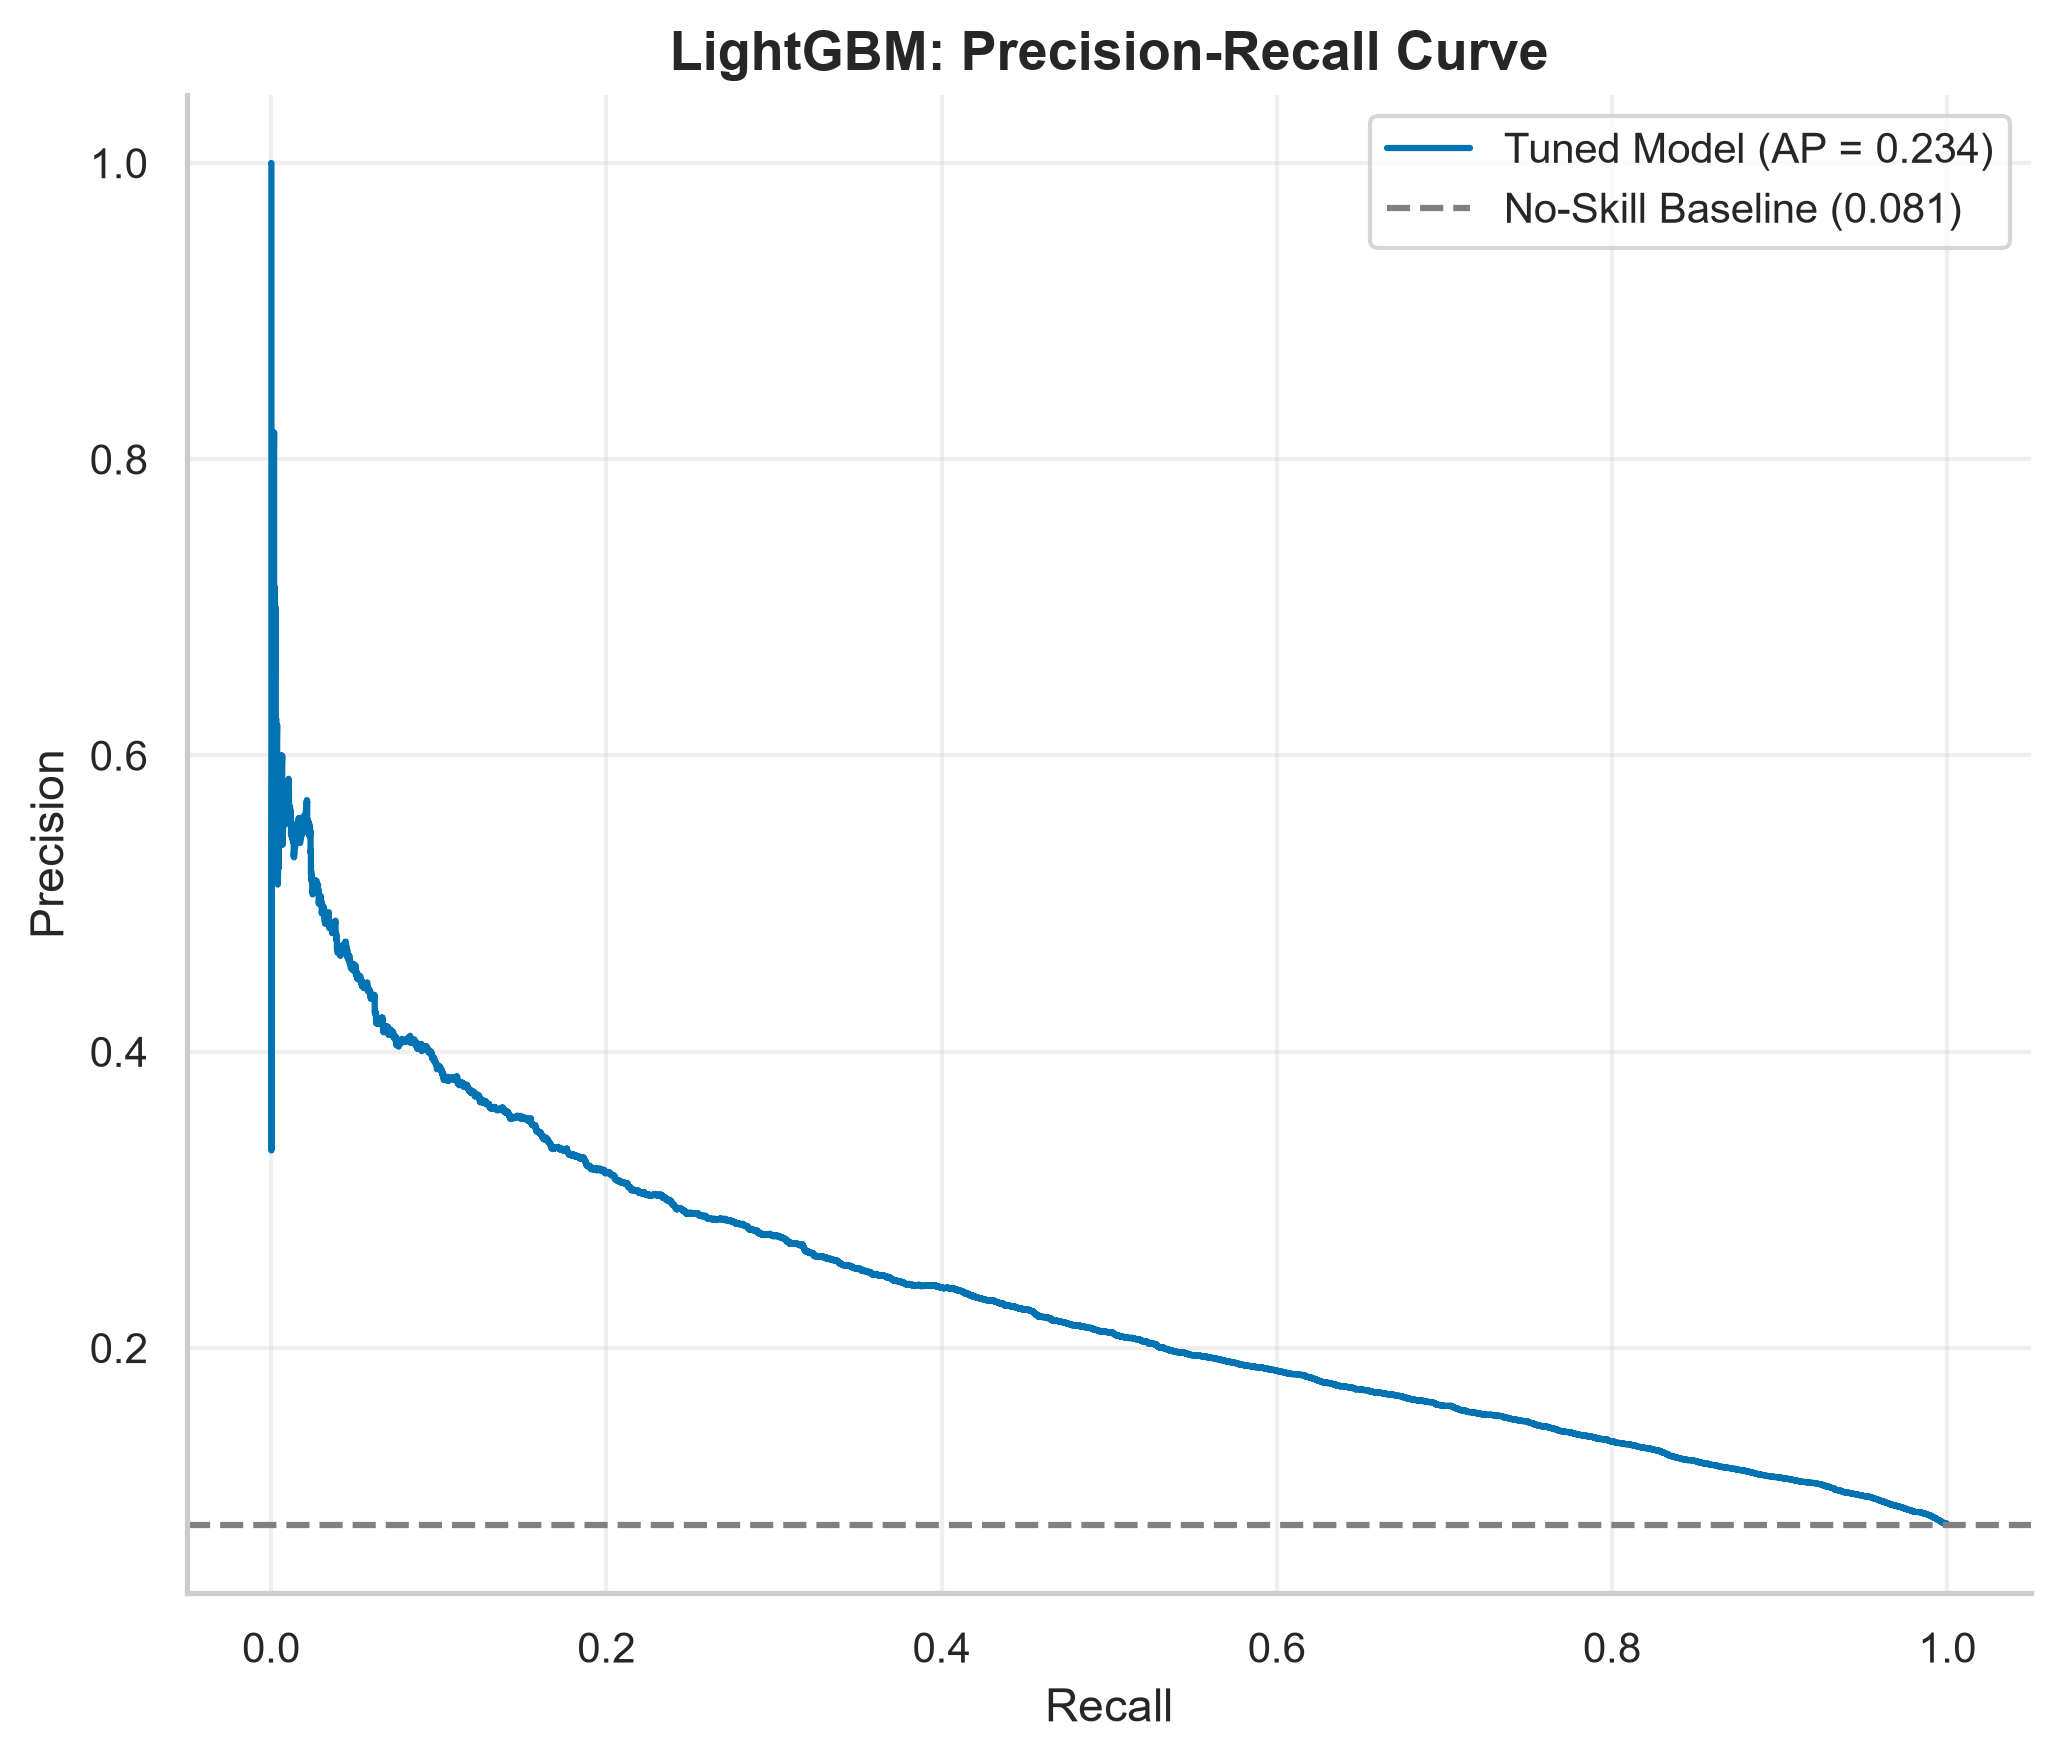 LightGBM: Precision-Recall Curve
Tuned Model (AP = 0.234)
No-Skill Baseline (0.081)
1.0
0.8
0.6
0.4
0.2
Precision
0.0 0.2 0.4 0.6 0.8 1.0
Recall